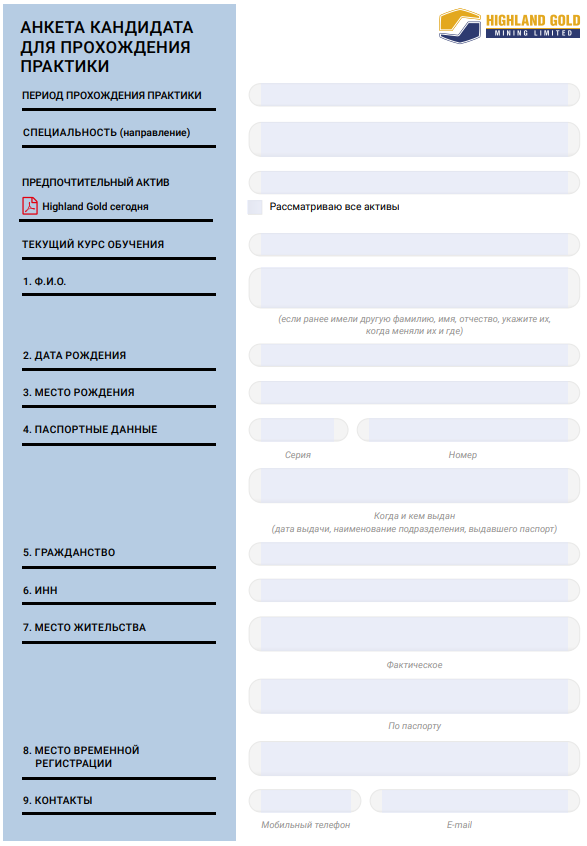 АНКЕТА КАНДИДАТА
ДЛЯ ПРОХОЖДЕНИЯ
ПРАКТИКИ
HIGHLAND GOLD
MINING LIMITED
ПЕРИОД ПРОХОЖДЕНИЯ ПРАКТИКИ
СПЕЦИАЛЬНОСТЬ (направление)
ПРЕДПОЧТИТЕЛЬНЫЙ АКТИВ
Highland Gold сегодня
Рассматриваю все активы
ТЕКУЩИЙ КУРС ОБУЧЕНИЯ
1. Ф.И.О.
(если ранее имели другую фамилию, имя, отчество, укажите их,
когда меняли их и где)
2. ДАТА РОЖДЕНИЯ
3. МЕСТО РОЖДЕНИЯ
4. ПАСПОРТНЫЕ ДАННЫЕ
Серия
Номер
Когда и кем выдан
(дата выдачи, наименование подразделения, выдавшего паспорт)
5. ГРАЖДАНСТВО
6. ИНН
7. МЕСТО ЖИТЕЛЬСТВА
Фактическое
По паспорту
8. МЕСТО ВРЕМЕННОЙ
РЕГИСТРАЦИИ
9. КОНТАКТЫ
Мобильный телефон
E-mail